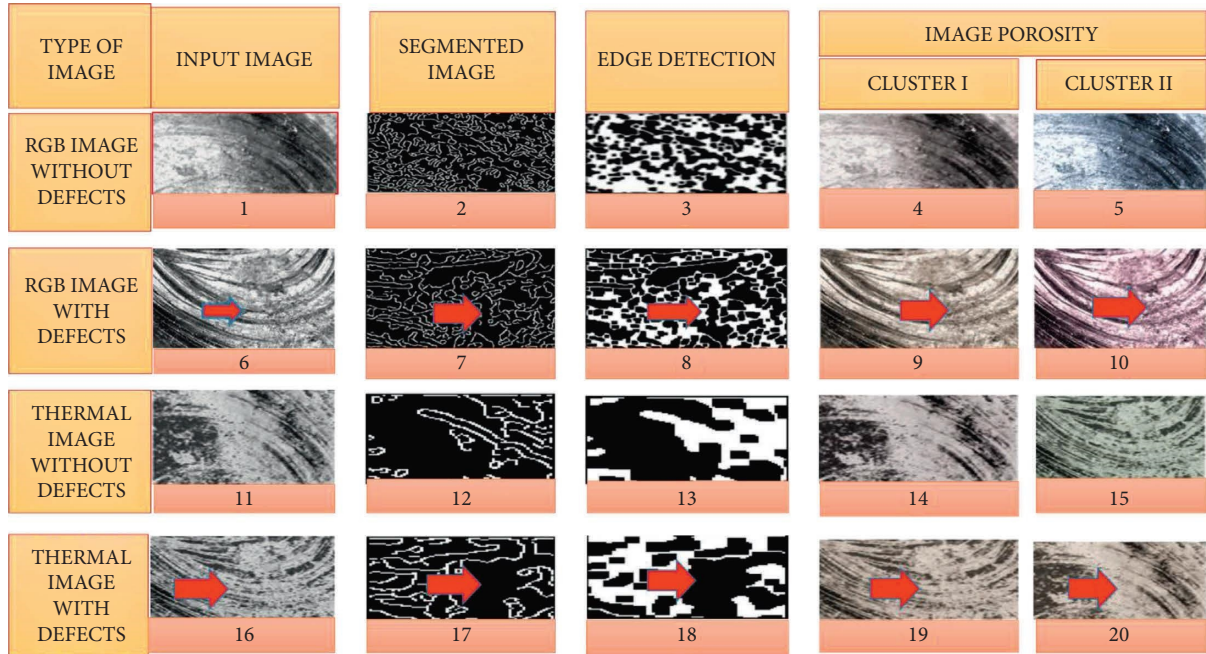 TYPE OF
IMAGE
INPUT IMAGE
SEGMENTED
IMAGE
EDGE DETECTION
IMAGE POROSITY
CLUSTER I
CLUSTER II
RGB IMAGE
WITHOUT
DEFECTS
1
2
3
4
5
RGB IMAGE
WITH
DEFECTS
6
7
8
9
10
THERMAL
IMAGE
WITHOUT
DEFECTS
11
12
13
14
15
THERMAL
IMAGE
WITH
DEFECTS
16
17
18
19
20